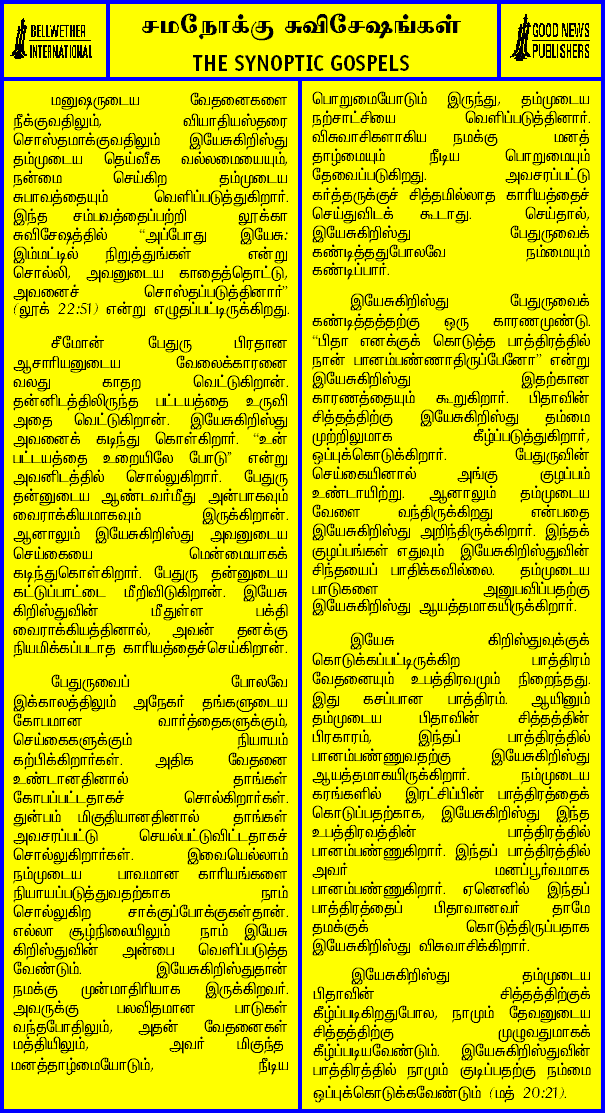 BELLWETHER
INTERNATIONAL
சமநோக்கு சுவிசேஷங்கள்
THE SYNOPTIC GOSPELS
GOOD NEWS
PUBLISHERS
மனுஷருடைய வேதனைகளை
நீக்குவதிலும், வியாதியஸ்தரை
சொஸ்தமாக்குவதிலும் இயேசுகிறிஸ்து
தம்முடைய தெய்வீக வல்லமையையும்,
நன்மை செய்கிற தம்முடைய
சுபாவத்தையும் வெளிப்படுத்துகிறார்.
இந்த சம்பவத்தைப்பற்றி லூக்கா
சுவிசேஷத்தில் “அப்போது இயேசு:
இம்மட்டில் நிறுத்துங்கள் என்று
சொல்லி, அவனுடைய காதைத்தொட்டு,
அவனைச் சொஸ்தப்படுத்தினார்”
(லூக் 22:51) என்று எழுதப்பட்டிருக்கிறது.
சீமோன் பேதுரு பிரதான
ஆசாரியனுடைய வேலைக்காரனை
வலது காதற வெட்டுகிறான்.
தன்னிடத்திலிருந்த பட்டயத்தை உருவி
அதை வெட்டுகிறான். இயேசுகிறிஸ்து
அவனைக் கடிந்து கொள்கிறார். “உன்
பட்டயத்தை உறையிலே போடு” என்று
அவனிடத்தில் சொல்லுகிறார். பேதுரு
தன்னுடைய ஆண்டவர்மீது அன்பாகவும்
வைராக்கியமாகவும் இருக்கிறான்.
ஆனாலும் இயேசுகிறிஸ்து அவனுடைய
செய்கையை மென்மையாகக்
கடிந்துகொள்கிறார். பேதுரு தன்னுடைய
கட்டுப்பாட்டை மீறிவிடுகிறான். இயேசு
கிறிஸ்துவின் மீதுள்ள பக்தி
வைராக்கியத்தினால், அவன் தனக்கு
நியமிக்கப்படாத காரியத்தைச்செய்கிறான்.
பேதுருவைப் போலவே
இக்காலத்திலும் அநேகர் தங்களுடைய
கோபமான வார்த்தைகளுக்கும்,
செய்கைகளுக்கும் நியாயம்
கற்பிக்கிறார்கள். அதிக வேதனை
உண்டானதினால் தாங்கள்
கோபப்பட்டதாகச் சொல்கிறார்கள்.
துன்பம் மிகுதியானதினால் தாங்கள்
அவசரப்பட்டு செயல்பட்டுவிட்டதாகச்
சொல்லுகிறார்கள். இவையெல்லாம்
நம்முடைய பாவமான காரியங்களை
நியாயப்படுத்துவதற்காக நாம்
சொல்லுகிற சாக்குப்போக்குகள்தான்.
எல்லா சூழ்நிலையிலும் நாம் இயேசு
கிறிஸ்துவின் அன்பை வெளிப்படுத்த
வேண்டும். இயேசுகிறிஸ்துதான்
நமக்கு முன்மாதிரியாக இருக்கிறவர்.
அவருக்கு பலவிதமான பாடுகள்
வந்தபோதிலும், அதன் வேதனைகள்
மத்தியிலும், அவர் மிகுந்த
மனத்தாழ்மையோடும், நீடிய
பொறுமையோடும் இருந்து, தம்முடைய
நற்சாட்சியை வெளிப்படுத்தினார்.
விசுவாசிகளாகிய நமக்கு மனத்
தாழ்மையும் நீடிய பொறுமையும்
தேவைப்படுகிறது. அவசரப்பட்டு
கர்த்தருக்குச் சித்தமில்லாத காரியத்தைச்
செய்துவிடக் கூடாது. செய்தால்,
இயேசுகிறிஸ்து பேதுருவைக்
கண்டித்ததுபோலவே நம்மையும்
கண்டிப்பார்.
இயேசுகிறிஸ்து பேதுருவைக்
கண்டித்தத்தற்கு ஒரு காரணமுண்டு.
“பிதா எனக்குக் கொடுத்த பாத்திரத்தில்
நான் பானம்பண்ணாதிருப்பேனோ” என்று
இயேசுகிறிஸ்து இதற்கான
காரணத்தையும் கூறுகிறார். பிதாவின்
சித்தத்திற்கு இயேசுகிறிஸ்து தம்மை
முற்றிலுமாக கீழ்ப்படுத்துகிறார்,
ஒப்புக்கொடுக்கிறார். பேதுருவின்
செய்கையினால் அங்கு குழப்பம்
உண்டாயிற்று. ஆனாலும் தம்முடைய
வேளை வந்திருக்கிறது என்பதை
இயேசுகிறிஸ்து அறிந்திருக்கிறார். இந்தக்
குழப்பங்கள் எதுவும் இயேசுகிறிஸ்துவின்
சிந்தயைப் பாதிக்கவில்லை. தம்முடைய
பாடுகளை அனுபவிப்பதற்கு
இயேசுகிறிஸ்து ஆயத்தமாகயிருக்கிறார்.
இயேசு கிறிஸ்துவுக்குக்
கொடுக்கப்பட்டிருக்கிற பாத்திரம்
வேதனையும் உபத்திரவமும் நிறைந்தது.
இது கசப்பான பாத்திரம். ஆயினும்
தம்முடைய பிதாவின் சித்தத்தின்
பிரகாரம், இந்தப் பாத்திரத்தில்
பானம்பண்ணுவதற்கு இயேசுகிறிஸ்து
ஆயத்தமாகயிருக்கிறார். நம்முடைய
கரங்களில் இரட்சிப்பின் பாத்திரத்தைக்
கொடுப்பதற்காக, இயேசுகிறிஸ்து இந்த
உபத்திரவத்தின் பாத்திரத்தில்
பானம்பண்ணுகிறார். இந்தப் பாத்திரத்தில்
அவர் மனப்பூர்வமாக
பானம்பண்ணுகிறார். ஏனெனில் இந்தப்
பாத்திரத்தைப் பிதாவானவர் தாமே
தமக்குக் கொடுத்திருப்பதாக
இயேசுகிறிஸ்து விசுவாசிக்கிறார்.
இயேசுகிறிஸ்து தம்முடைய
பிதாவின் சித்தத்திற்குக்
கீழ்ப்படிகிறதுபோல, நாமும் தேவனுடைய
சித்தத்திற்கு முழுவதுமாகக்
கீழ்ப்படியவேண்டும். இயேசுகிறிஸ்துவின்
பாத்திரத்தில் நாமும் குடிப்பதற்கு நம்மை
ஒப்புக்கொடுக்கவேண்டும் (மத் 20:21).